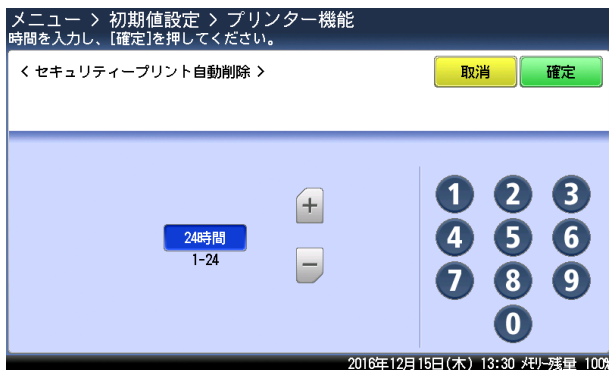 メニュー > 初期値設定 > プリンター機能
時間を入力し、[確定]を押してください。
< セキュリティープリント自動削除 >
取消
確定
+
24時間
1-24
−
1 2 3
4 5 6
7 8 9
0
2016年12月15日(木) 13:30 メモリー残量 100%